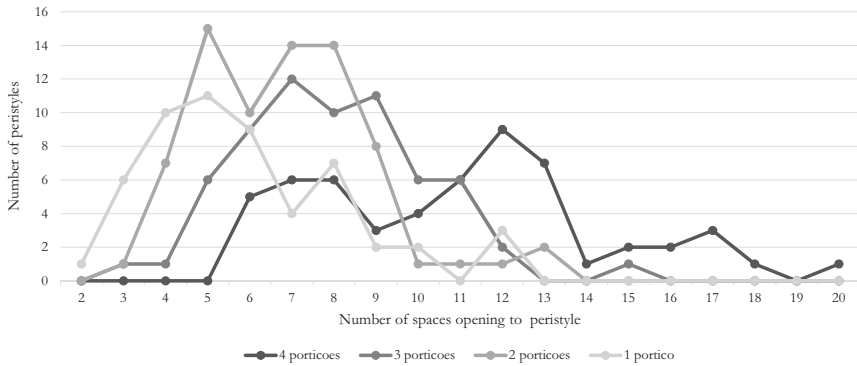 16
14
12
10
8
6
4
2
0
Number of peristyles
2 3 4 5 6 7 8 9 10 11 12 13 14 15 16 17 18 19 20
Number of spaces opening to peristyle
4 porticoes 3 porticoes 2 porticoes 1 portico